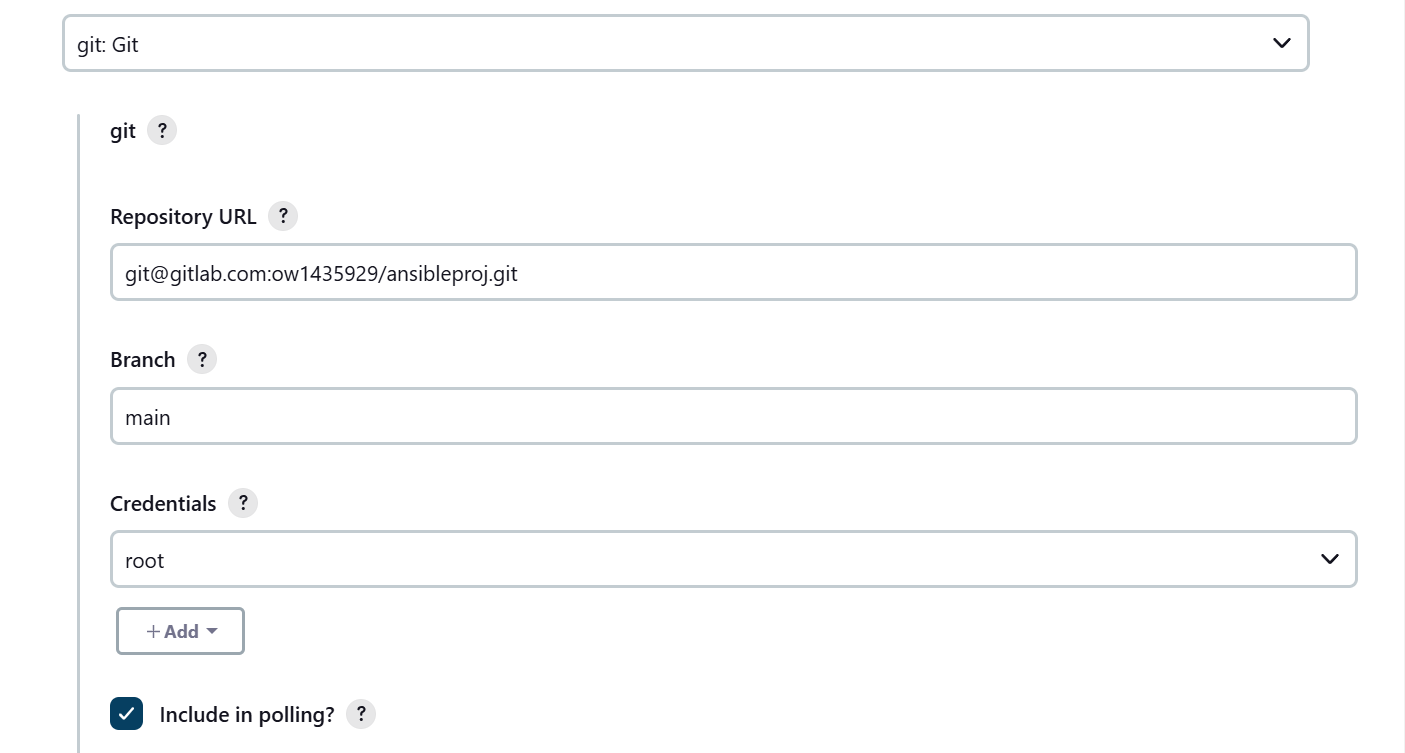 git: Git
git ?
Repository URL ?
git@gitlab.com:ow1435929/ansibleproj.git
Branch ?
main
Credentials ?
root
+ Add
Include in polling? ?